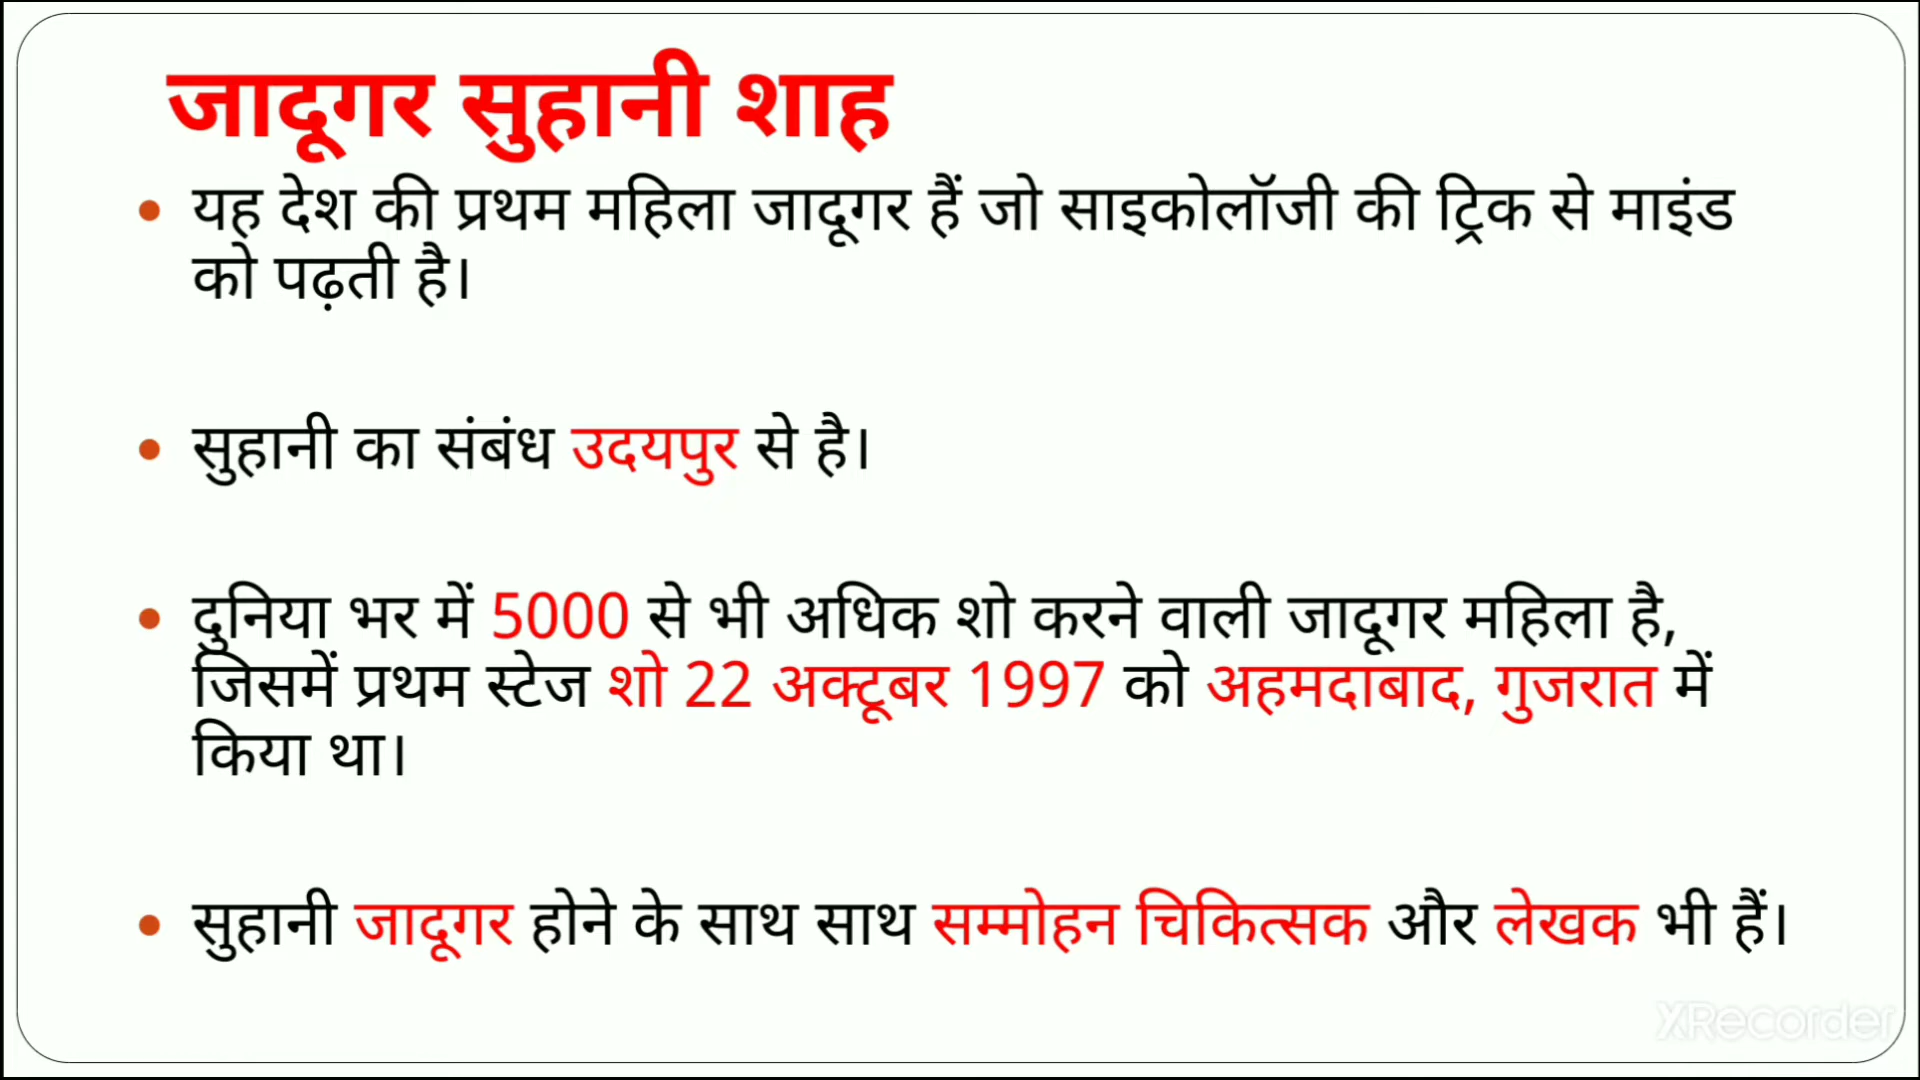 जादूगर सुहानी शाह
• यह देश की प्रथम महिला जादूगर हैं जो साइकोलॉजी की ट्रिक से माइंड
को पढ़ती है।
• सुहानी का संबंध उदयपुर से है।
• दुनिया भर में 5000 से भी अधिक शो करने वाली जादूगर महिला है,
जिसमें प्रथम स्टेज शो 22 अक्टूबर 1997 को अहमदाबाद, गुजरात में
किया था।
• सुहानी जादूगर होने के साथ साथ सम्मोहन चिकित्सक और लेखक भी हैं।
XRecorder